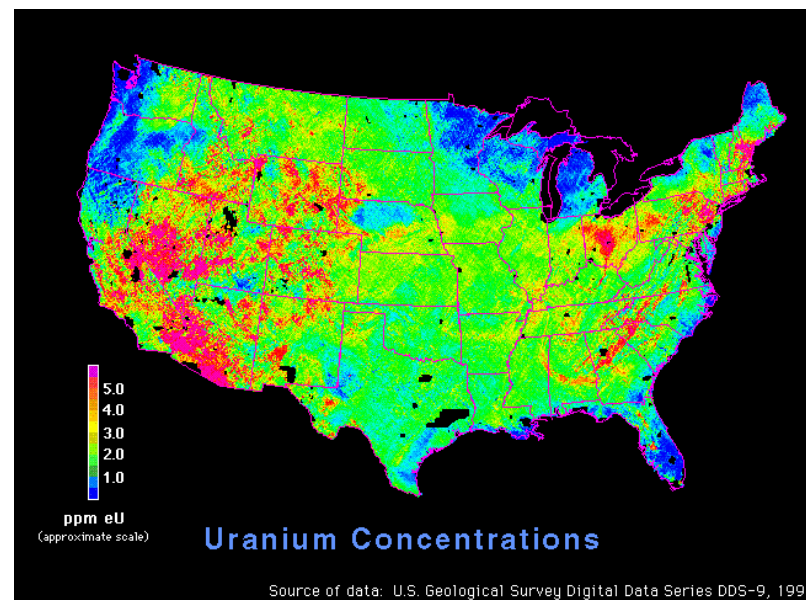 5.0
4.0
3.0
2.0
1.0
ppm eU
(approximate scale)
Uranium Concentrations
Source of data: U.S. Geological Survey Digital Data Series DDS-9, 199